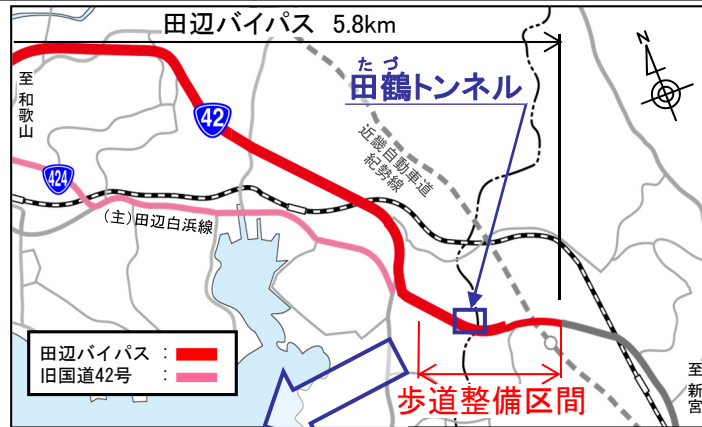 田辺バイパス 5.8km
たづ
田鶴トンネル
N
至 和歌山
42
近畿自動車道
紀勢線
424
(主)田辺白浜線
田辺バイパス :
旧国道42号 :
歩道整備区間
至 新宮